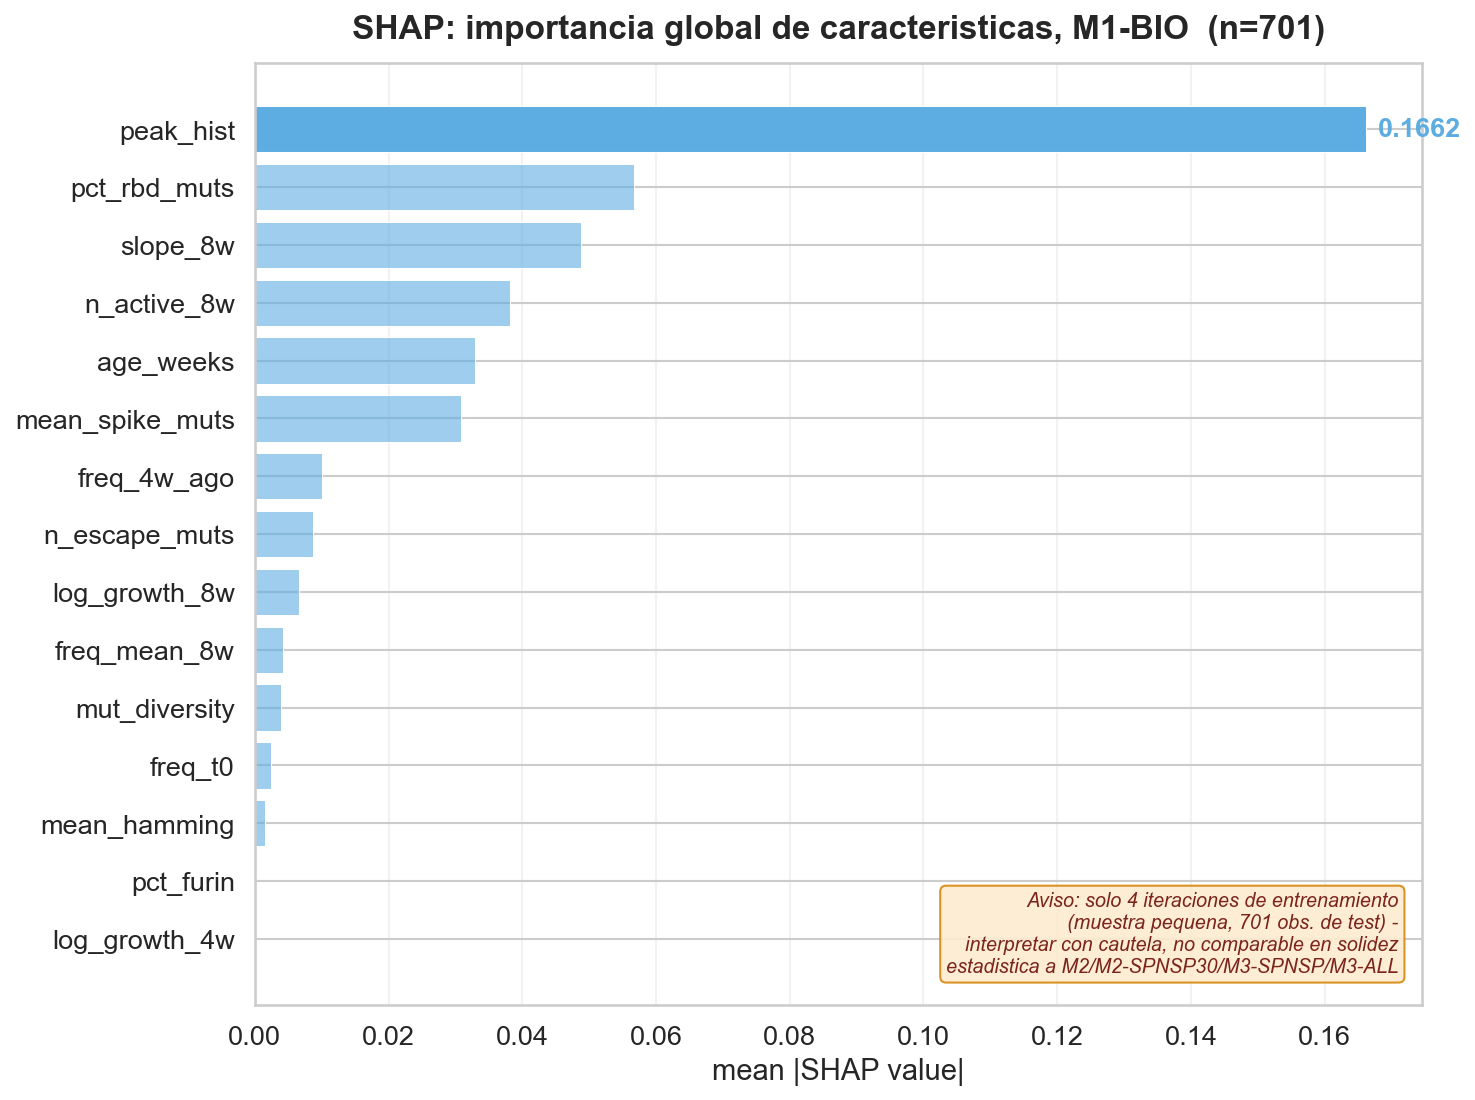 SHAP: importancia global de caracteristicas, M1-BIO  (n=701)
peak_hist
0.1662
pct_rbd_muts
slope_8w
n_active_8w
age_weeks
mean_spike_muts
freq_4w_ago
n_escape_muts
log_growth_8w
freq_mean_8w
mut_diversity
freq_t0
mean_hamming
pct_furin
log_growth_4w
Aviso: solo 4 iteraciones de entrenamiento
(muestra pequena, 701 obs. de test) -
interpretar con cautela, no comparable en solidez
estadistica a M2/M2-SPNSP30/M3-SPNSP/M3-ALL
0.00 0.02 0.04 0.06 0.08 0.10 0.12 0.14 0.16
mean |SHAP value|